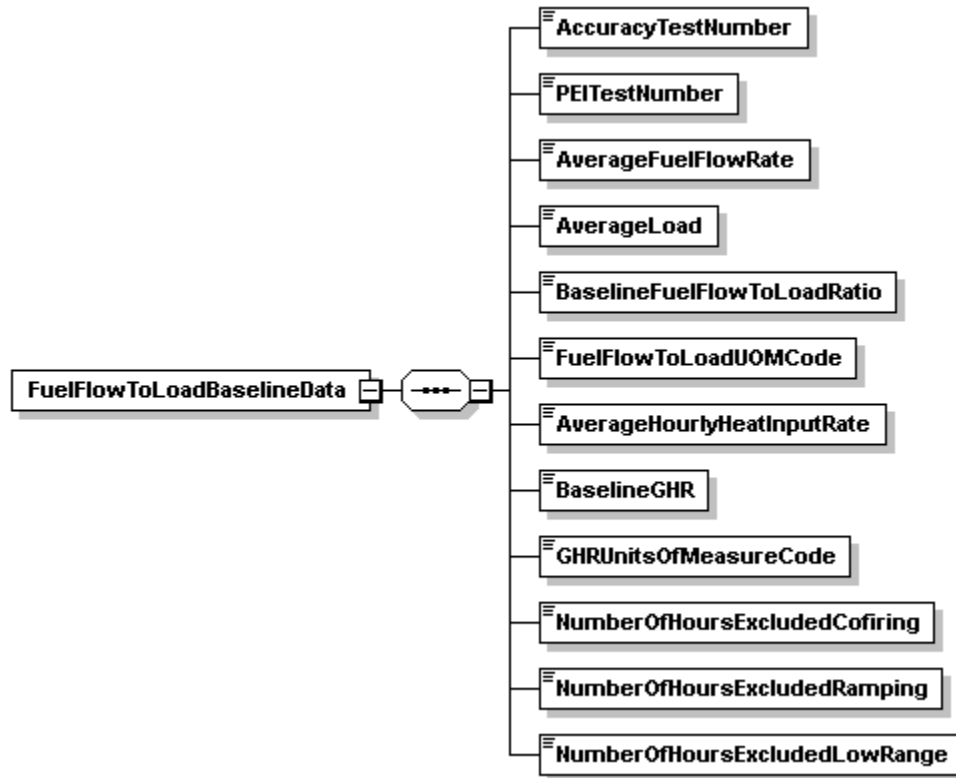 AccuracyTestNumber
PEITestNumber
AverageFuelFlowRate
AverageLoad
BaselineFuelFlowToLoadRatio
FuelFlowToLoadUOMCode
FuelFlowToLoadBaselineData
AverageHourlyHeatInputRate
BaselineGHR
GHRUnitsOfMeasureCode
NumberOfHoursExcludedCofiring
NumberOfHoursExcludedRamping
NumberOfHoursExcludedLowRange